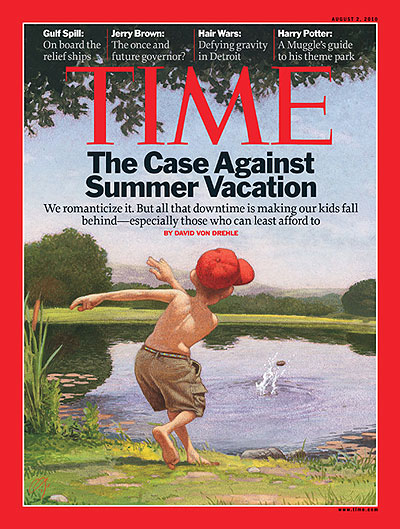 AUGUST 2, 2010
Gulf Spill:
On board the
relief ships
Jerry Brown:
The once and
future governor?
Hair Wars:
Defying gravity
in Detroit
Harry Potter:
A Muggle's guide
to his theme park
TIME
The Case Against
Summer Vacation
We romanticize it. But all that downtime is making our kids fall
behind—especially those who can least afford to
BY DAVID VON DREHLE
www.time.com